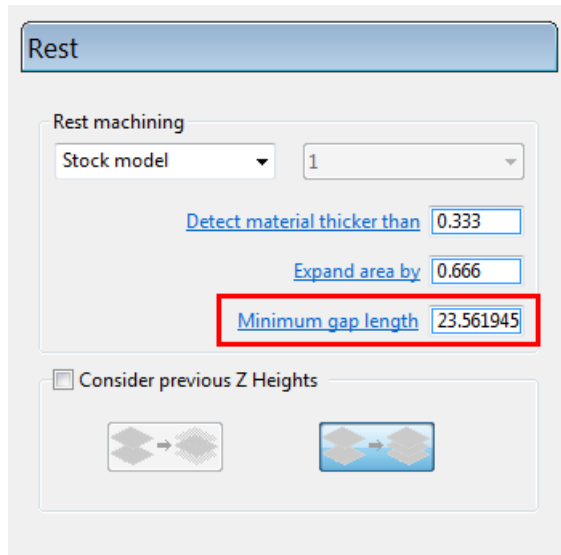 Rest
Rest machining
Stock model 1
Detect material thicker than 0.333
Expand area by 0.666
Minimum gap length 23.561945
Consider previous Z Heights